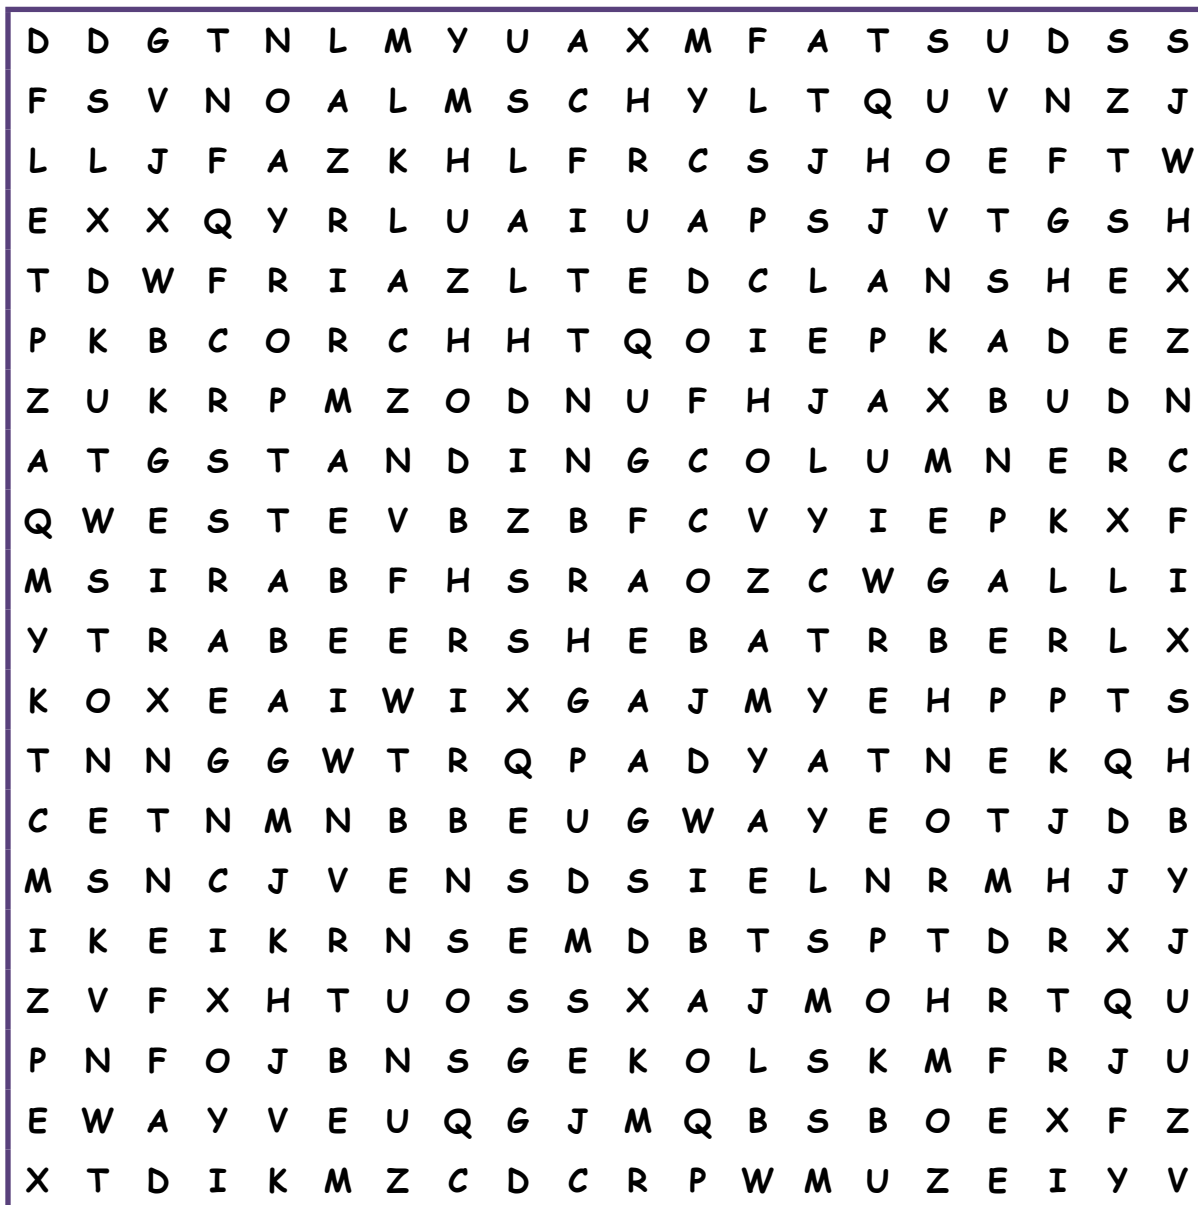 D D G T N L M Y U A X M F A T S U D S S
F S V N O A L M S C H Y L T Q U V N Z J
L L J F A Z K H L F R C S J H O E F T W
E X X Q Y R L U A I U A P S J V T G S H
T D W F R I A Z L T E D C L A N S H E X
P K B C O R C H H T Q O I E P K A D E Z
Z U K R P M Z O D N U F H J A X B U D N
A T G S T A N D I N G C O L U M N E R C
Q W E S T E V B Z B F C V Y I E P K X F
M S I R A B F H S R A O Z C W G A L L I
Y T R A B E E R S H E B A T R B E R L X
K O X E A I W I X G A J M Y E H P P T S
T N N G G W T R Q P A D Y A T N E K Q H
C E T N M N B B E U G W A Y E O T J D B
M S N C J V E N S D S I E L N R M H J Y
I K E I K R N S E M D B T S P T D R X J
Z V F X H T U O S S X A J M O H R T Q U
P N F O J B N S G E K O L S K M F R J U
E W A Y V E U Q G J M Q B S B O E X F Z
X T D I K M Z C D C R P W M U Z E I Y V